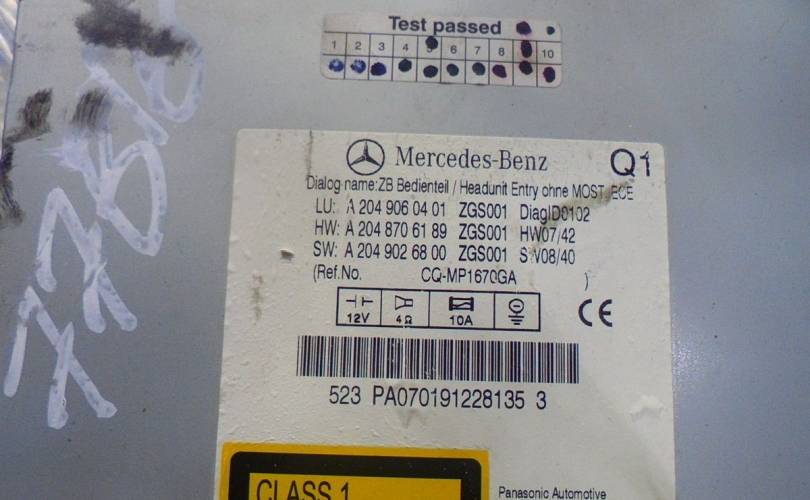 Test passed
1 2 3 4 5 6 7 8 10
Mercedes-Benz Q1
Dialog name:ZB Bedienteil / Headunit Entry ohne MOST ECE
LU: A 204 906 04 01 ZGS001 DiagID0102
HW: A 204 870 61 89 ZGS001 HW07/42
SW: A 204 902 68 00 ZGS001 S V08/40
(Ref.No. CQ-MP1670GA )
12V 4Ω 10A
CE
523 PA070191228135 3
CLASS 1
Panasonic Automotive